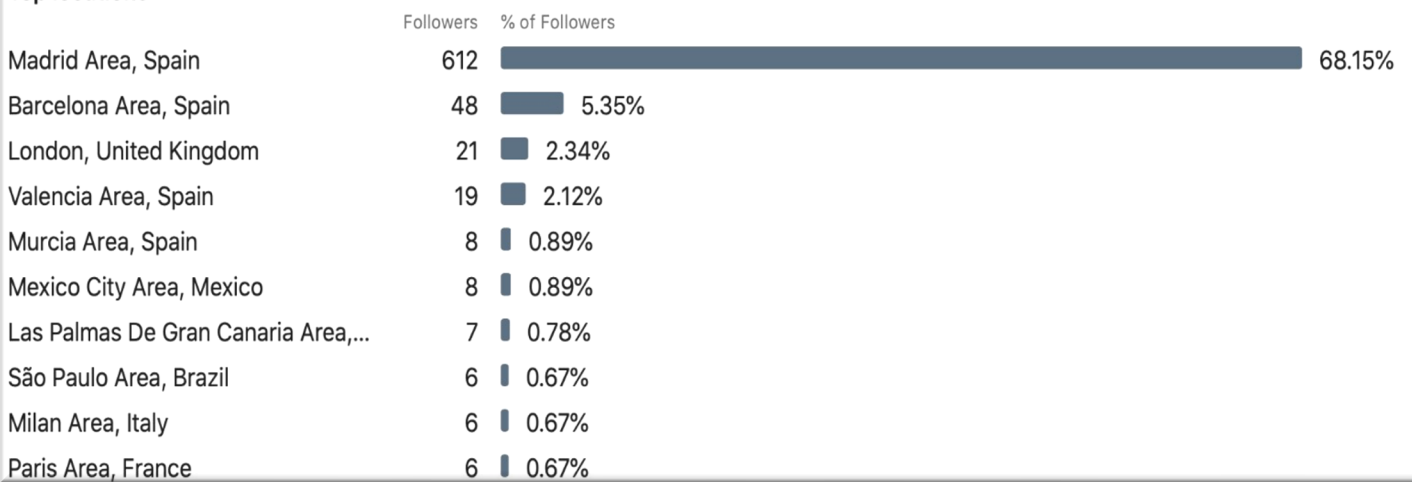 Followers % of Followers
Madrid Area, Spain 612 68.15%
Barcelona Area, Spain 48 5.35%
London, United Kingdom 21 2.34%
Valencia Area, Spain 19 2.12%
Murcia Area, Spain 8 0.89%
Mexico City Area, Mexico 8 0.89%
Las Palmas De Gran Canaria Area,... 7 0.78%
São Paulo Area, Brazil 6 0.67%
Milan Area, Italy 6 0.67%
Paris Area, France 6 0.67%